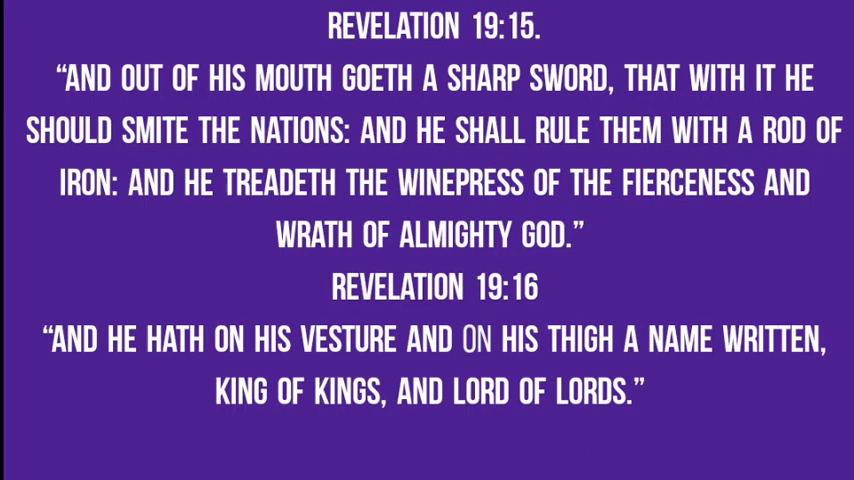 REVELATION 19:15.
“AND OUT OF HIS MOUTH GOETH A SHARP SWORD, THAT WITH IT HE
SHOULD SMITE THE NATIONS: AND HE SHALL RULE THEM WITH A ROD OF
IRON: AND HE TREADETH THE WINEPRESS OF THE FIERCENESS AND
WRATH OF ALMIGHTY GOD.”
REVELATION 19:16
“AND HE HATH ON HIS VESTURE AND ON HIS THIGH A NAME WRITTEN,
KING OF KINGS, AND LORD OF LORDS.”